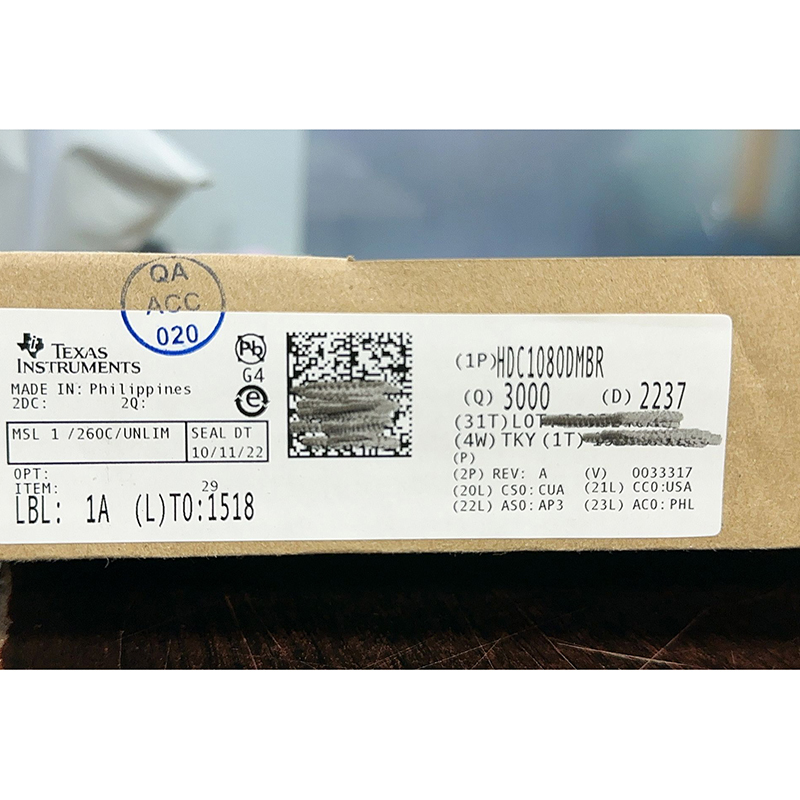 QA
ACC
020
TEXAS
INSTRUMENTS
MADE IN: Philippines
2DC: 2Q:
Pb
G4
e
MSL 1 /260C/UNLIM
SEAL DT
10/11/22
OPT:
ITEM: 29
LBL: 1A (L)TO:1518
(1P)HDC1080DMBR
(Q) 3000 (D) 2237
(31T)LOT
(4W) TKY (1T)
(P)
(2P) REV: A (V) 0033317
(20L) CSO: CUA (21L) CCO:USA
(22L) ASO: AP3 (23L) ACO: PHL